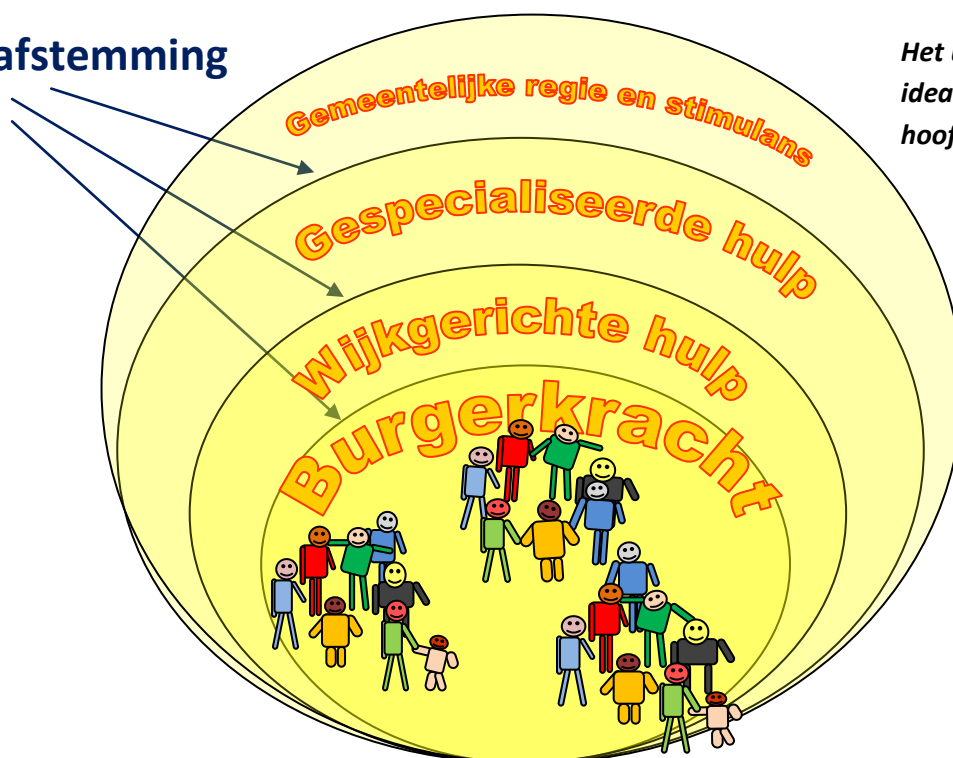 afstemming
Het
idea
hoof
Gemeentelijke regie en stimulans
Gespecialiseerde hulp
Wijkgerichte hulp
Burgerkracht